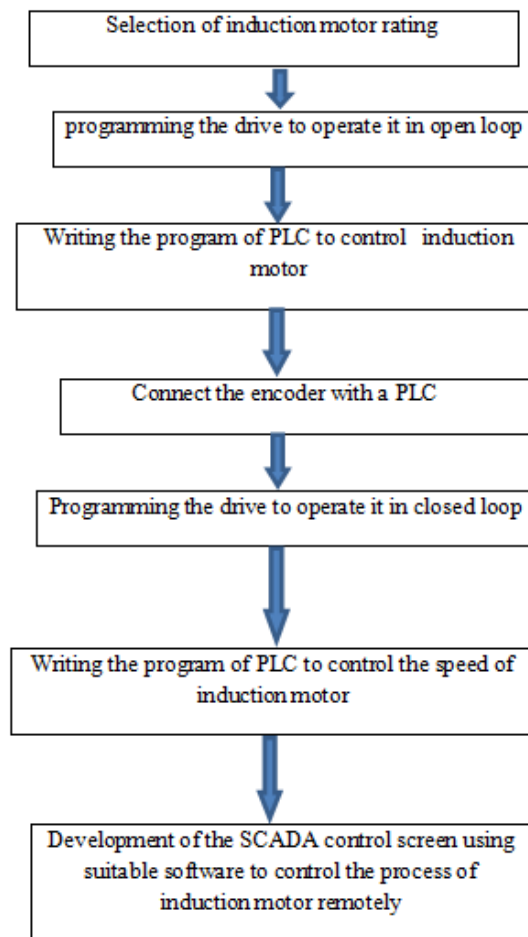 Selection of induction motor rating
programming the drive to operate it in open loop
Writing the program of PLC to control induction
motor
Connect the encoder with a PLC
Programming the drive to operate it in closed loop
Writing the program of PLC to control the speed of
induction motor
Development of the SCADA control screen using
suitable software to control the process of
induction motor remotely